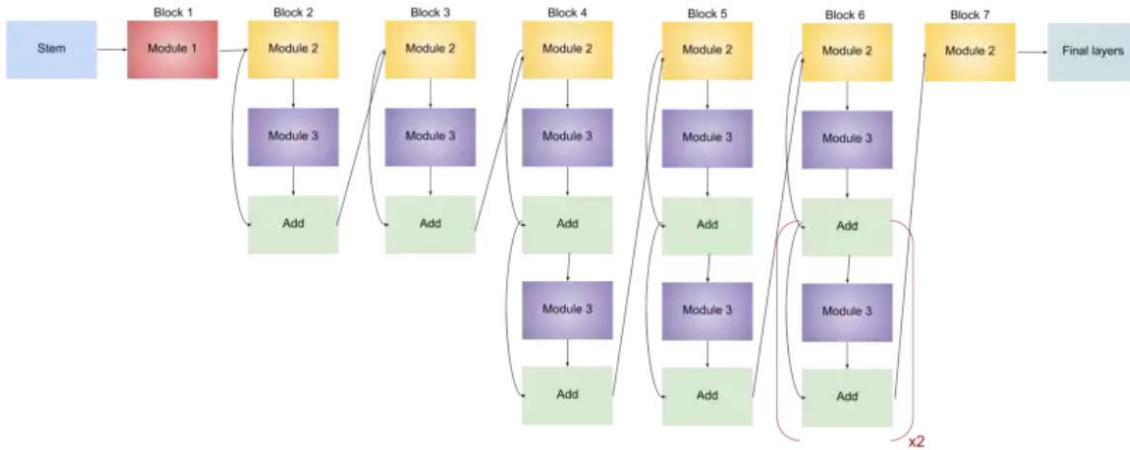 Block 1
Block 2
Block 3
Block 4
Block 5
Block 6
Block 7
Stem
Module 1
Module 2
Module 2
Module 2
Module 2
Module 2
Module 2
Final layers
Module 3
Module 3
Module 3
Module 3
Module 3
Add
Add
Add
Add
Add
Module 3
Module 3
Module 3
Add
Add
Add
x2